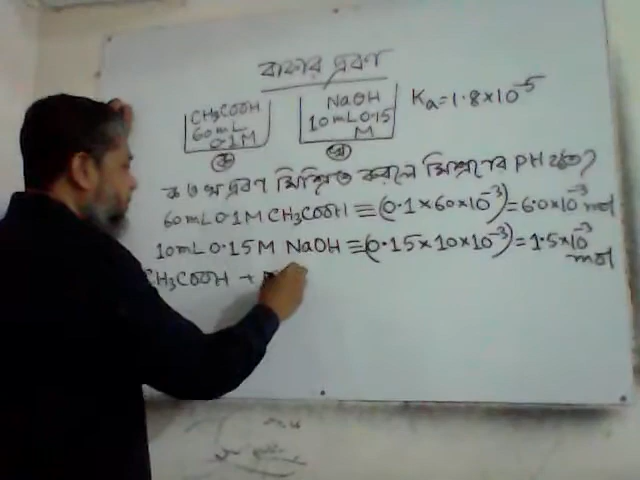 বাফার দ্রবণ
CH3COOH
60mL
0.1M
ক
NaOH
10mL 0.15
M
খ
Ka=1.8×10^-5
ক ও খ দ্রবণ মিশ্রিত করলে মিশ্রণের PH কত?
60mL 0.1M CH3COOH ≡(0.1×60×10^-3)=6.0×10^-3 mol
10mL 0.15M NaOH ≡(0.15×10×10^-3)=1.5×10^-3
mol
CH3COOH +